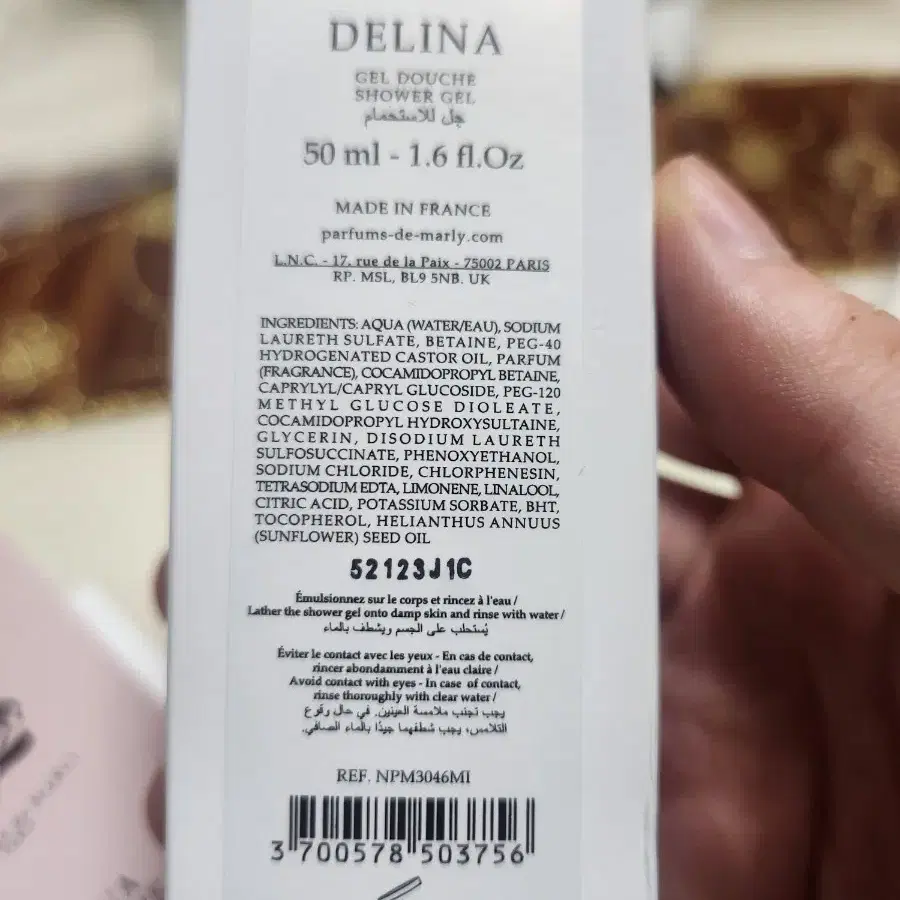 DELINA
GEL DOUCHE
SHOWER GEL
جل للاستحمام
50 ml - 1.6 fl.Oz
MADE IN FRANCE
parfums-de-marly.com
L.N.C. - 17, rue de la Paix - 75002 PARIS
RP. MSL, BL9 5NB. UK
INGREDIENTS: AQUA (WATER/EAU), SODIUM
LAURETH SULFATE, BETAINE, PEG-40
HYDROGENATED CASTOR OIL, PARFUM
(FRAGRANCE), COCAMIDOPROPYL BETAINE,
CAPRYLYL/CAPRYL GLUCOSIDE, PEG-120
METHYL GLUCOSE DIOLEATE,
COCAMIDOPROPYL HYDROXYSULTAINE,
GLYCERIN, DISODIUM LAURETH
SULFOSUCCINATE, PHENOXYETHANOL,
SODIUM CHLORIDE, CHLORPHENESIN,
TETRASODIUM EDTA, LIMONENE, LINALOOL,
CITRIC ACID, POTASSIUM SORBATE, BHT,
TOCOPHEROL, HELIANTHUS ANNUUS
(SUNFLOWER) SEED OIL
52123J1C
Émulsionnez sur le corps et rincez à l'eau /
Lather the shower gel onto damp skin and rinse with water /
يُستحلب على الجسم ويشطف بالماء
Éviter le contact avec les yeux - En cas de contact,
rincer abondamment à l'eau claire /
Avoid contact with eyes - In case of contact,
rinse thoroughly with clear water /
يجب تجنب ملامسة العينين. في حال وقوع
التلامس، يجب شطفهما جيدًا بالماء الصافي.
REF. NPM3046MI
3 700578 503756